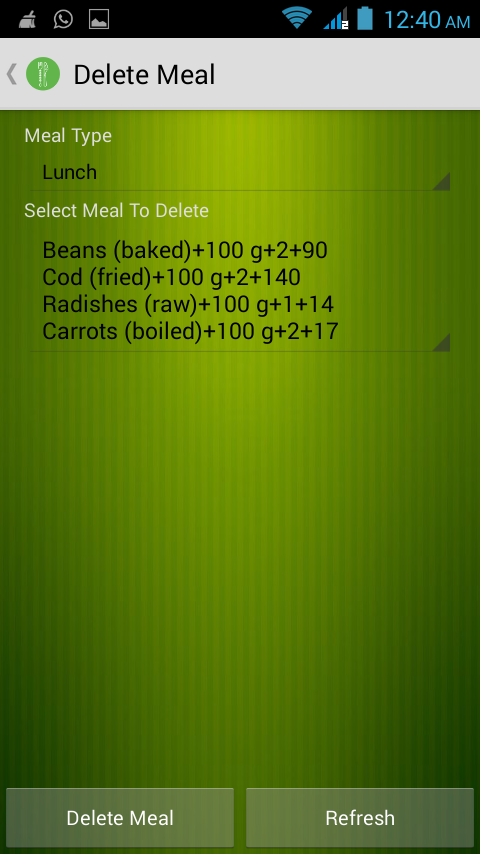 12:40 AM
Delete Meal
Meal Type
Lunch
Select Meal To Delete
Beans (baked)+100 g+2+90
Cod (fried)+100 g+2+140
Radishes (raw)+100 g+1+14
Carrots (boiled)+100 g+2+17
Delete Meal
Refresh